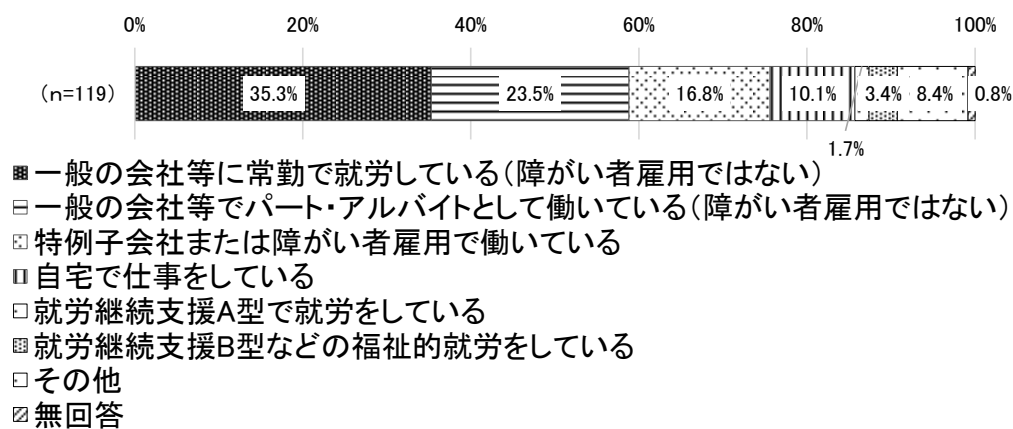 0% 20% 40% 60% 80% 100%
(n=119) 35.3% 23.5% 16.8% 10.1% 3.4% 8.4% 0.8%
1.7%
一般の会社等に常勤で就労している(障がい者雇用ではない)
一般の会社等でパート・アルバイトとして働いている(障がい者雇用ではない)
特例子会社または障がい者雇用で働いている
自宅で仕事をしている
就労継続支援A型で就労をしている
就労継続支援B型などの福祉的就労をしている
その他
無回答